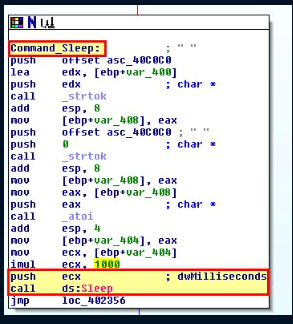 Command_Sleep: ; " "
push offset asc_40C0C0
lea edx, [ebp+var_400]
push edx ; char *
call _strtok
add esp, 8
mov [ebp+var_408], eax
push offset asc_40C0C0 ; " "
push 0 ; char *
call _strtok
add esp, 8
mov [ebp+var_408], eax
mov eax, [ebp+var_408]
push eax ; char *
call _atoi
add esp, 4
mov [ebp+var_404], eax
mov ecx, [ebp+var_404]
imul ecx, 1000
push ecx ; dwMilliseconds
call ds:Sleep
jmp loc_402356